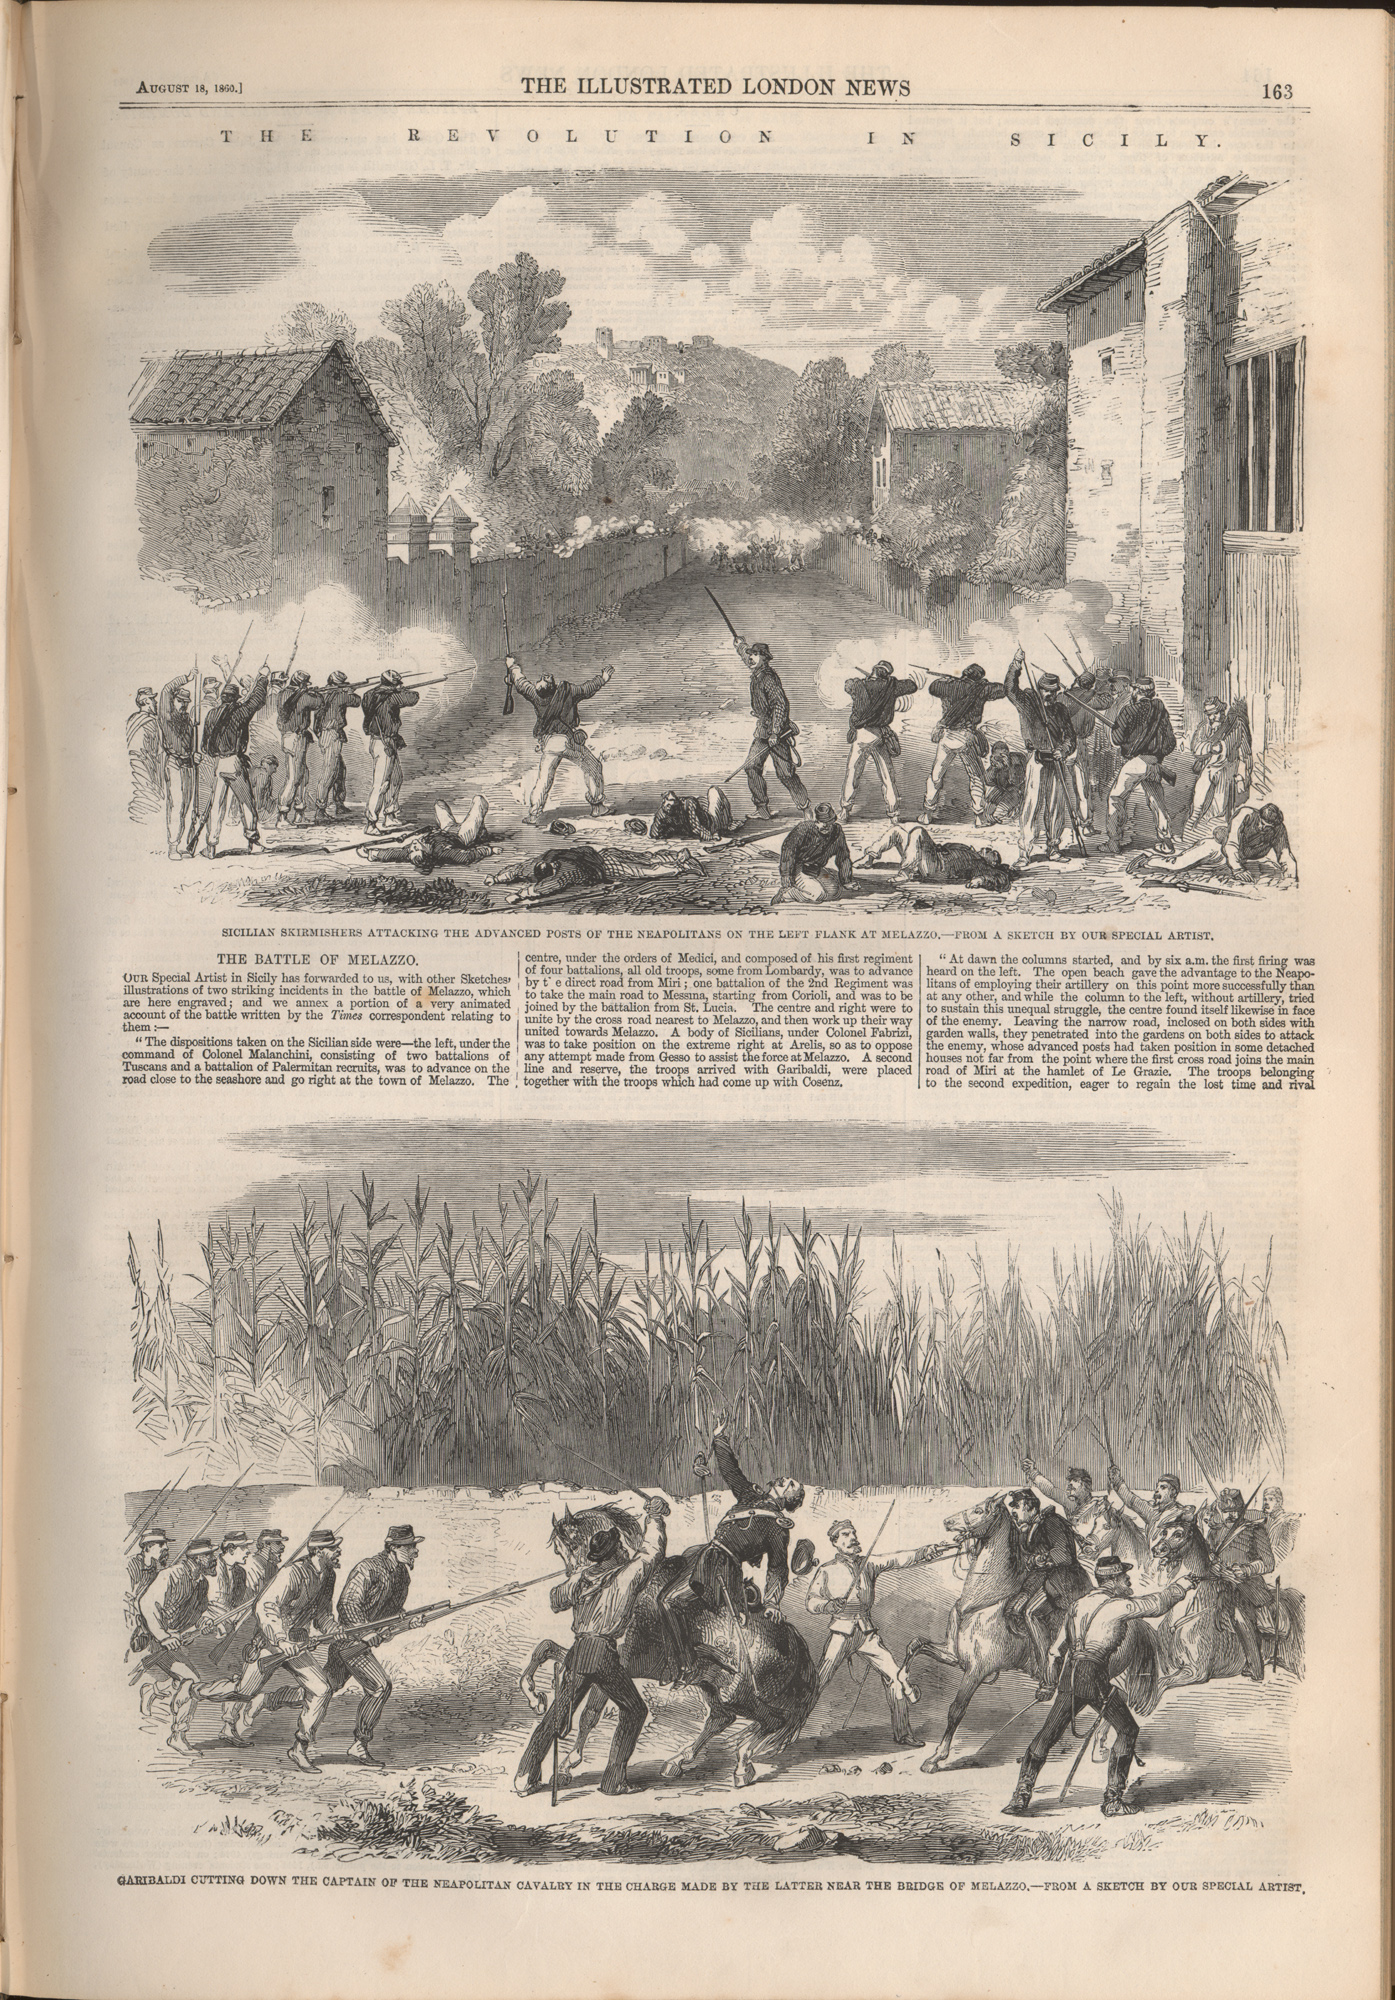 AUGUST 18, 1860.]
THE ILLUSTRATED LONDON NEWS
163
THE REVOLUTION IN SICILY.
SICILIAN SKIRMISHERS ATTACKING THE ADVANCED POSTS OF THE NEAPOLITANS ON THE LEFT FLANK AT MELAZZO.—FROM A SKETCH BY OUR SPECIAL ARTIST.
THE BATTLE OF MELAZZO.
OUR Special Artist in Sicily has forwarded to us, with other Sketches,
illustrations of two striking incidents in the battle of Melazzo, which
are here engraved; and we annex a portion of a very animated
account of the battle written by the Times correspondent relating to
them :—
"The dispositions taken on the Sicilian side were—the left, under the
command of Colonel Malanchini, consisting of two battalions of
Tuscans and a battalion of Palermitan recruits, was to advance on the
road close to the seashore and go right at the town of Melazzo. The
centre, under the orders of Medici, and composed of his first regiment
of four battalions, all old troops, some from Lombardy, was to advance
by t e direct road from Miri; one battalion of the 2nd Regiment was
to take the main road to Messina, starting from Corioli, and was to be
joined by the battalion from St. Lucia. The centre and right were to
unite by the cross road nearest to Melazzo, and then work up their way
united towards Melazzo. A body of Sicilians, under Colonel Fabrizi,
was to take position on the extreme right at Arelis, so as to oppose
any attempt made from Gesso to assist the force at Melazzo. A second
line and reserve, the troops arrived with Garibaldi, were placed
together with the troops which had come up with Cosenz.
"At dawn the columns started, and by six a.m. the first firing was
heard on the left. The open beach gave the advantage to the Neapo-
litans of employing their artillery on this point more successfully than
at any other, and while the column to the left, without artillery, tried
to sustain this unequal struggle, the centre found itself likewise in face
of the enemy. Leaving the narrow road, inclosed on both sides with
garden walls, they penetrated into the gardens on both sides to attack
the enemy, whose advanced posts had taken position in some detached
houses not far from the point where the first cross road joins the main
road of Miri at the hamlet of Le Grazie. The troops belonging
to the second expedition, eager to regain the lost time and rival
GARIBALDI CUTTING DOWN THE CAPTAIN OF THE NEAPOLITAN CAVALRY IN THE CHARGE MADE BY THE LATTER NEAR THE BRIDGE OF MELAZZO.—FROM A SKETCH BY OUR SPECIAL ARTIST.